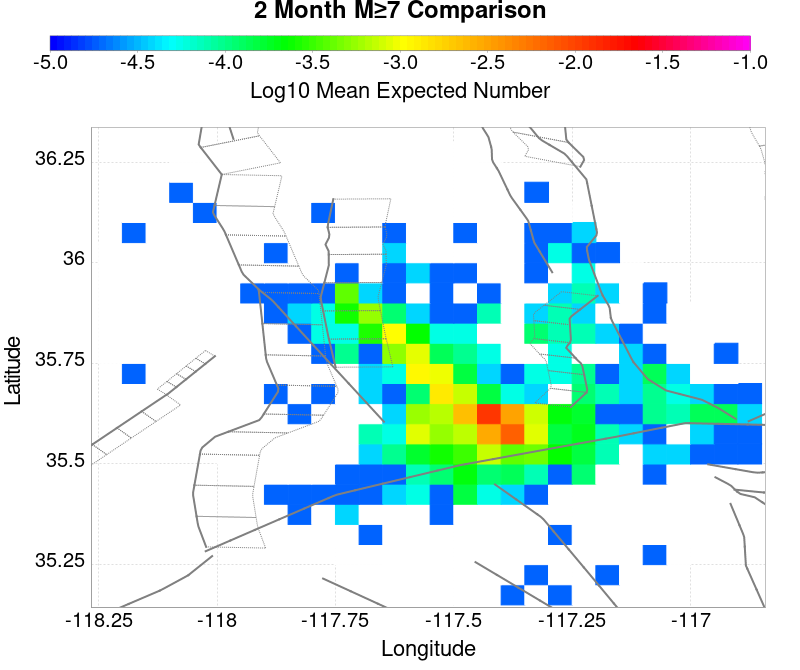 2 Month M≥7 Comparison
-5.0 -4.5 -4.0 -3.5 -3.0 -2.5 -2.0 -1.5 -1.0
Log10 Mean Expected Number
36.25
36
35.75
35.5
35.25
Latitude
-118.25 -118 -117.75 -117.5 -117.25 -117
Longitude